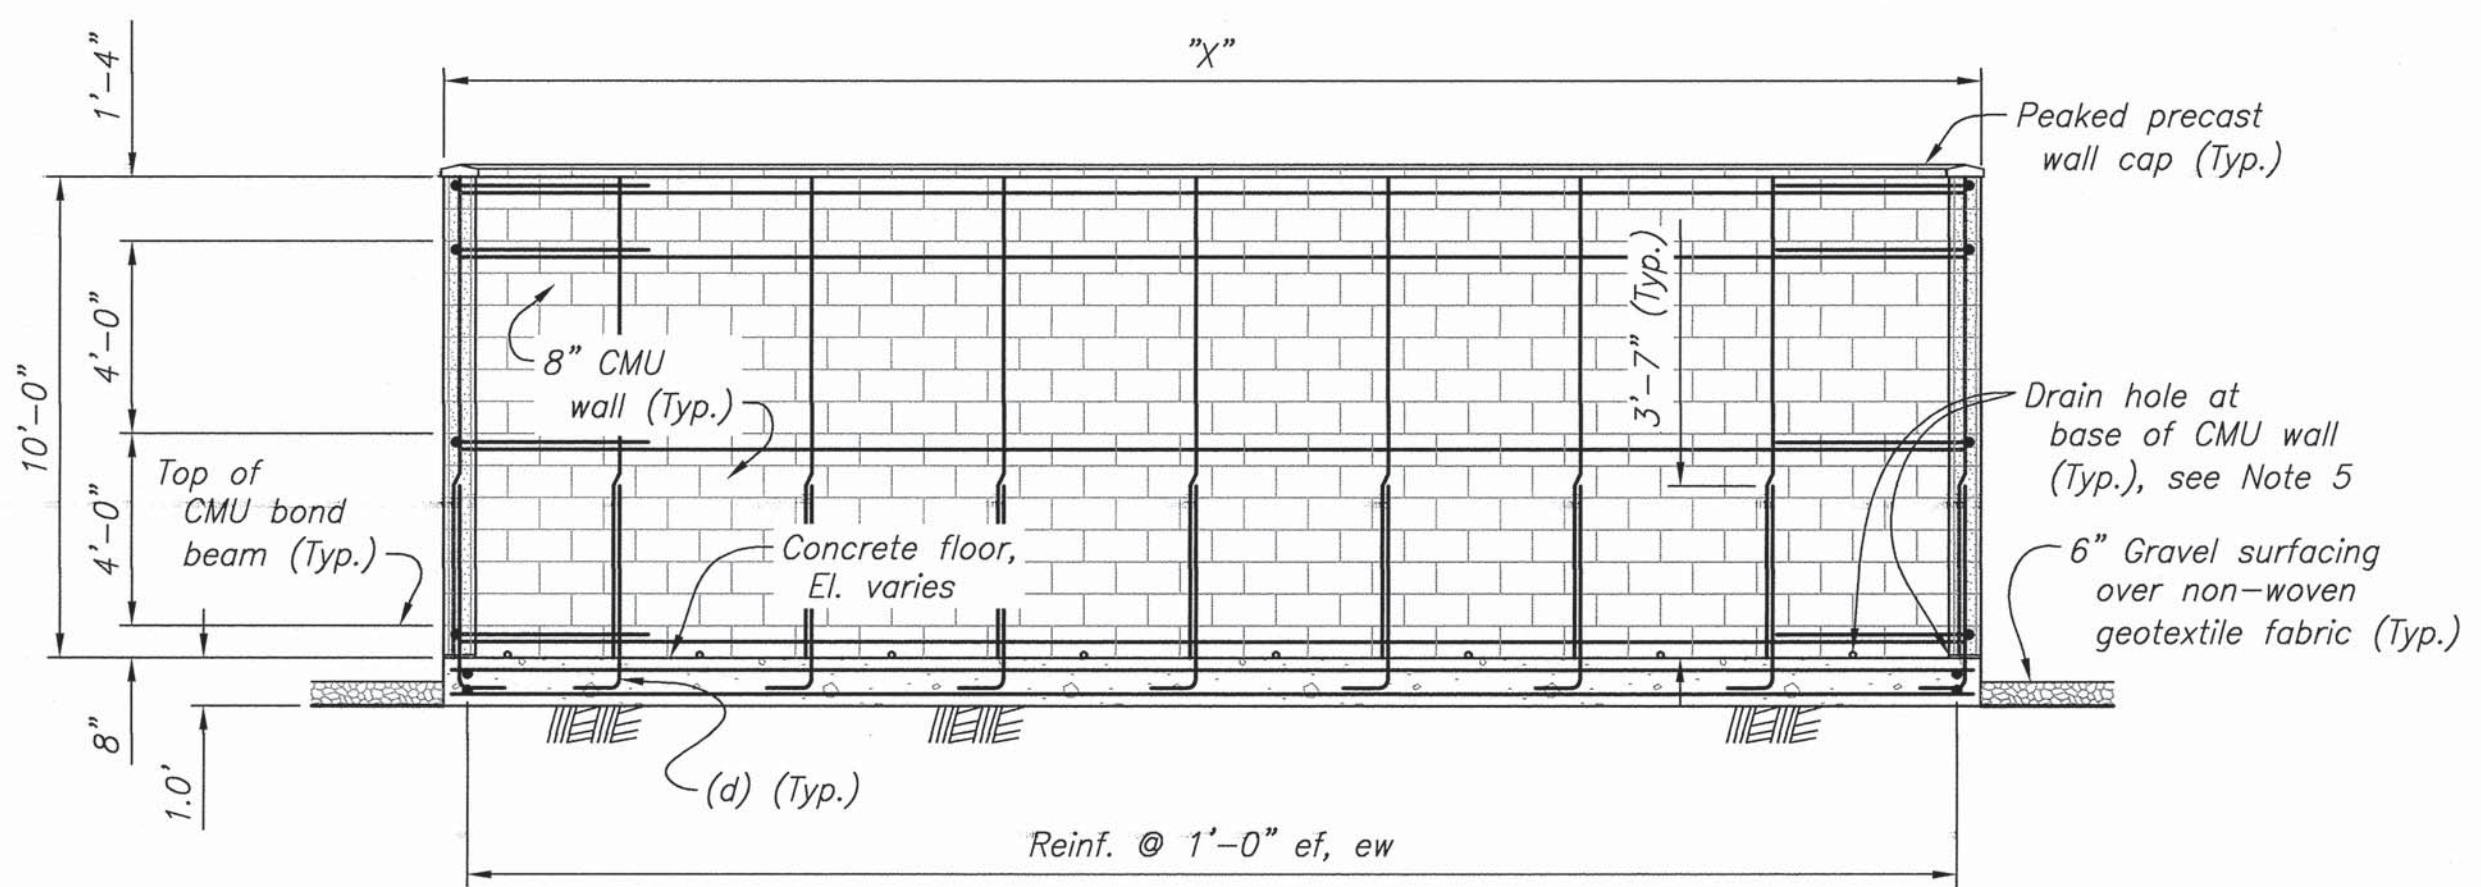 1'-4"
"X"
Peaked precast
wall cap (Typ.)
10'-0"
4'-0"
8" CMU
wall (Typ.)
3'-7" (Typ.)
Drain hole at
base of CMU wall
(Typ.), see Note 5
Top of
CMU bond
beam (Typ.)
4'-0"
Concrete floor,
El. varies
6" Gravel surfacing
over non-woven
geotextile fabric (Typ.)
8"
1.0'
(d) (Typ.)
Reinf. @ 1'-0" ef, ew